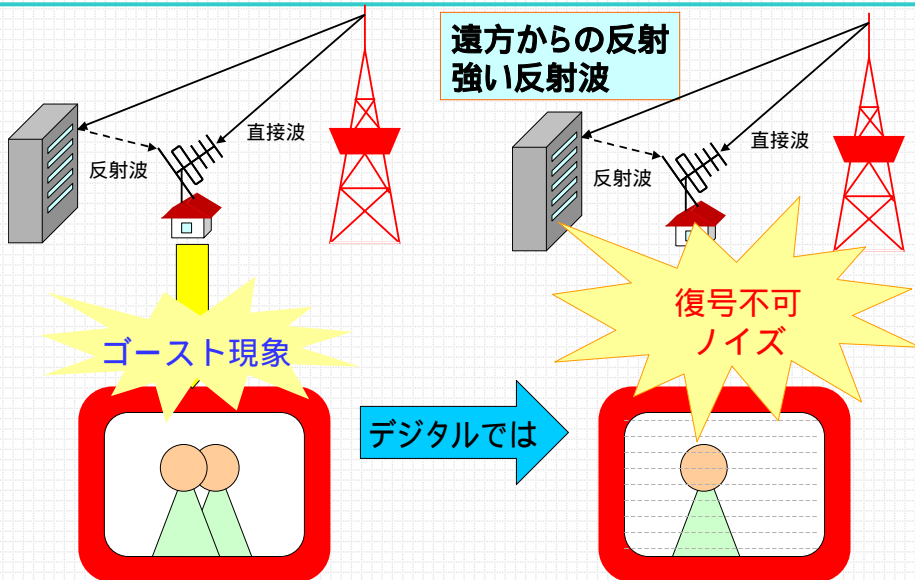 遠方からの反射
強い反射波
直接波
反射波
直接波
反射波
ゴースト現象
復号不可
ノイズ
デジタルでは